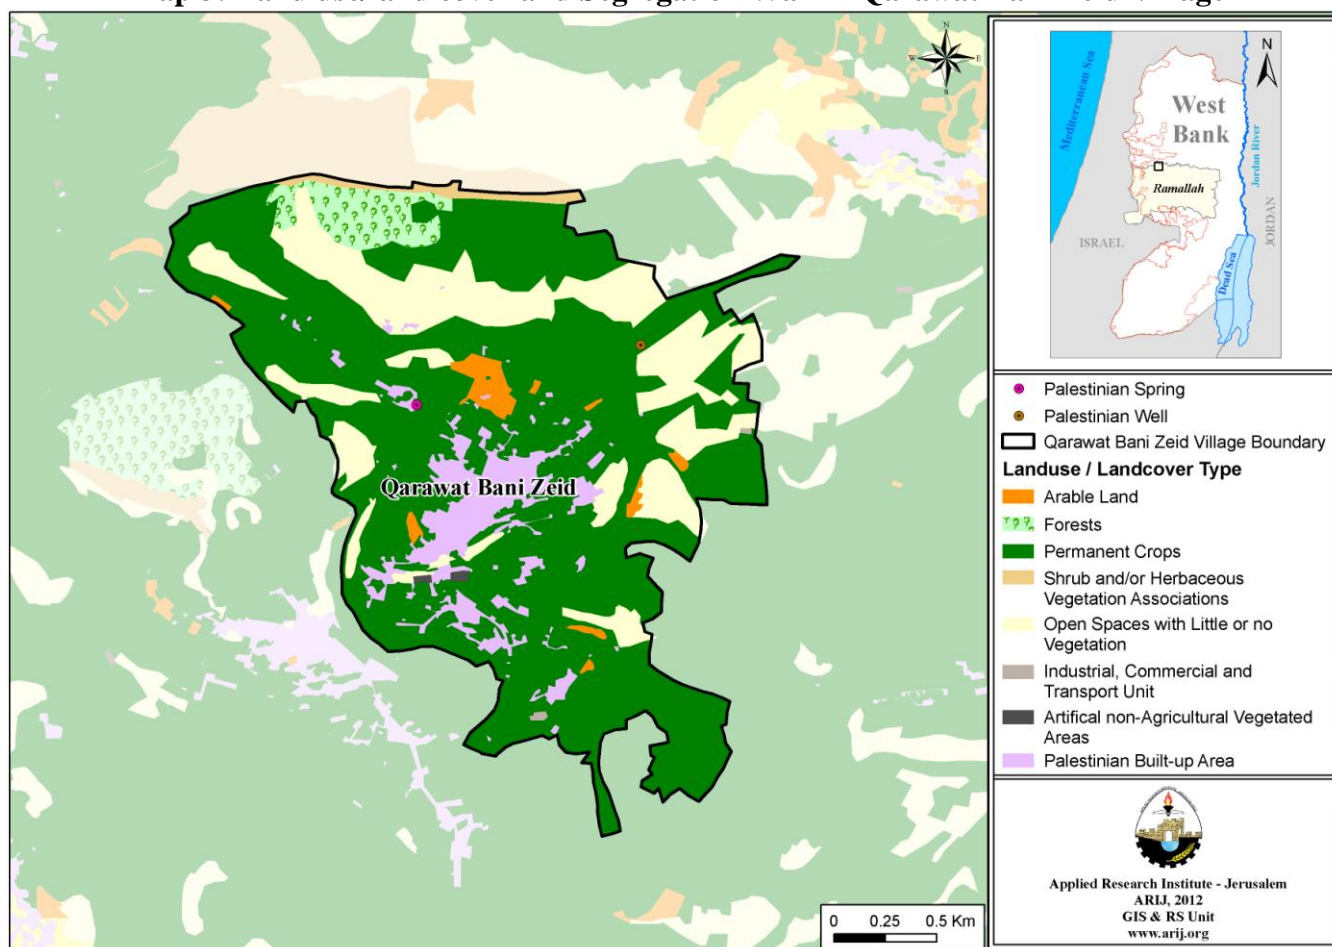 N
W
E
S
Qarawat Bani Zeid
0 0.25 0.5 Km
N
Mediterranean Sea
West
Bank
Jordan River
Ramallah
ISRAEL
JORDAN
Dead Sea
Palestinian Spring
Palestinian Well
Qarawat Bani Zeid Village Boundary
Landuse / Landcover Type
Arable Land
Forests
Permanent Crops
Shrub and/or Herbaceous
Vegetation Associations
Open Spaces with Little or no
Vegetation
Industrial, Commercial and
Transport Unit
Artifical non-Agricultural Vegetated
Areas
Palestinian Built-up Area
Applied Research Institute - Jerusalem
ARIJ, 2012
GIS & RS Unit
www.arij.org